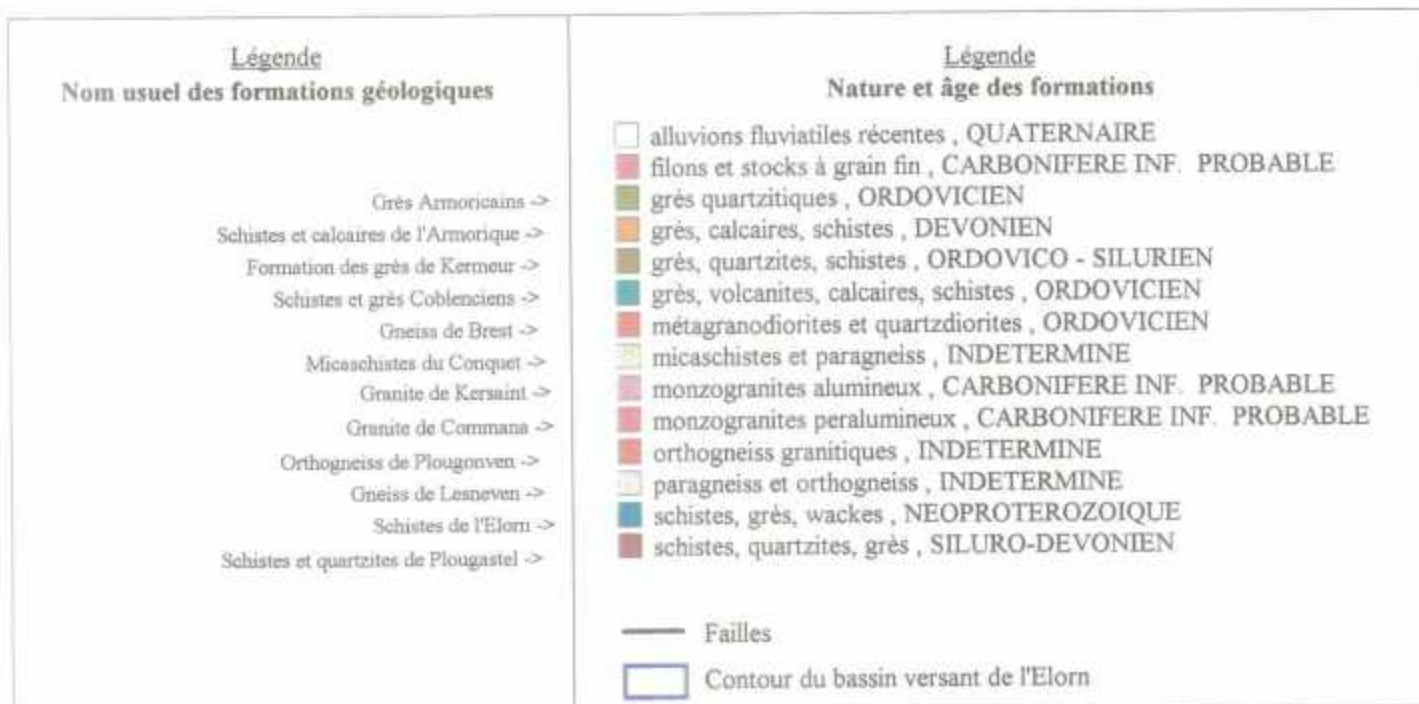 Légende
Nom usuel des formations géologiques
Grès Armoricains ->
Schistes et calcaires de l'Armorique ->
Formation des grès de Kermeur ->
Schistes et grès Coblenciens ->
Gneiss de Brest ->
Micaschistes du Conquet ->
Granite de Kersaint ->
Granite de Commana ->
Orthogneiss de Plougonven ->
Gneiss de Lesneven ->
Schistes de l'Elorn ->
Schistes et quartzites de Plougastel ->
Légende
Nature et âge des formations
alluvions fluviatiles récentes , QUATERNAIRE
filons et stocks à grain fin , CARBONIFERE INF. PROBABLE
grès quartzitiques , ORDOVICIEN
grès, calcaires, schistes , DEVONIEN
grès, quartzites, schistes , ORDOVICO - SILURIEN
grès, volcanites, calcaires, schistes , ORDOVICIEN
métagranodiorites et quartzdiorites , ORDOVICIEN
micaschistes et paragneiss , INDETERMINE
monzogranites alumineux , CARBONIFERE INF. PROBABLE
monzogranites peralumineux , CARBONIFERE INF. PROBABLE
orthogneiss granitiques , INDETERMINE
paragneiss et orthogneiss , INDETERMINE
schistes, grès, wackes , NEOPROTEROZOIQUE
schistes, quartzites, grès , SILURO-DEVONIEN
Failles
Contour du bassin versant de l'Elorn